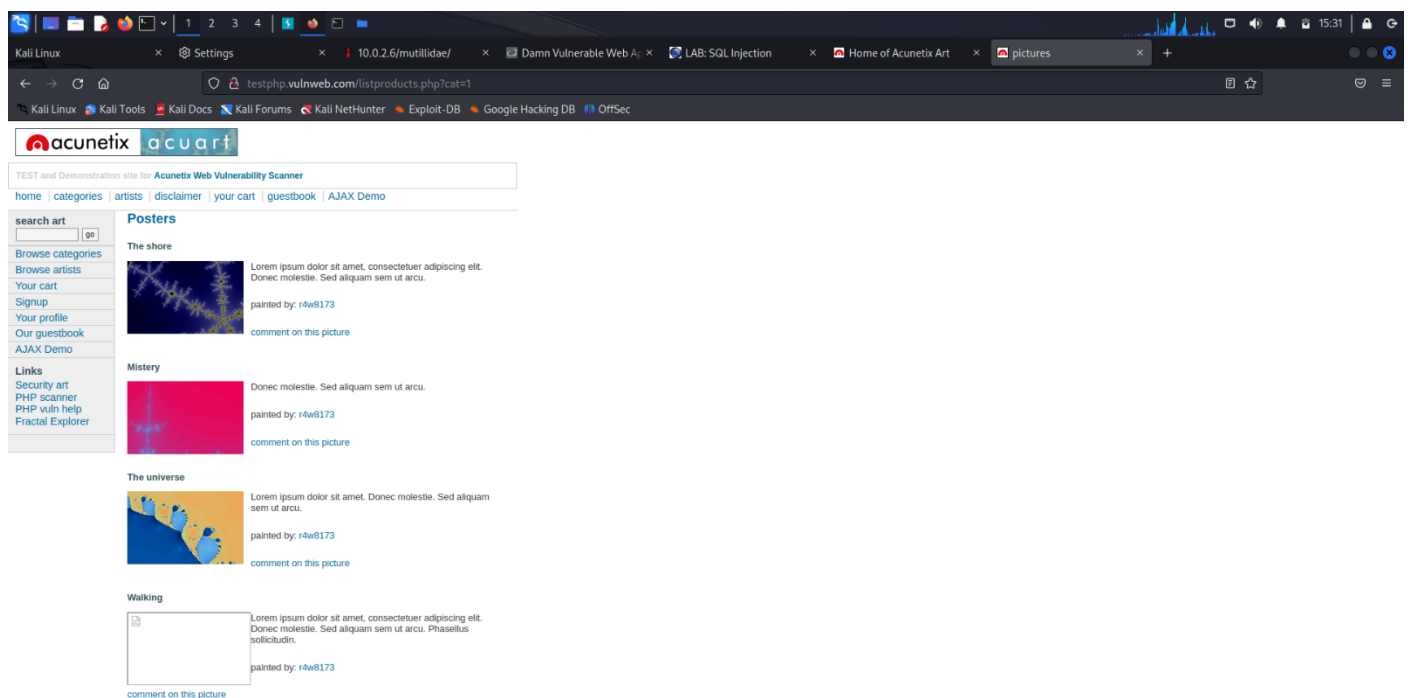 1 2 3 4 15:31
Kali Linux Settings 10.0.2.6/mutillidae/ Damn Vulnerable Web Ap LAB: SQL Injection Home of Acunetix Art pictures
testphp.vulnweb.com/listproducts.php?cat=1
Kali Linux Kali Tools Kali Docs Kali Forums Kali NetHunter Exploit-DB Google Hacking DB OffSec
acunetix acuart
TEST and Demonstration site for Acunetix Web Vulnerability Scanner
home | categories | artists | disclaimer | your cart | guestbook | AJAX Demo
search art
go
Browse categories
Browse artists
Your cart
Signup
Your profile
Our guestbook
AJAX Demo
Links
Security art
PHP scanner
PHP vuln help
Fractal Explorer
Posters
The shore
Lorem ipsum dolor sit amet, consectetuer adipiscing elit.
Donec molestie. Sed aliquam sem ut arcu.
painted by: r4w8173
comment on this picture
Mistery
Donec molestie. Sed aliquam sem ut arcu.
painted by: r4w8173
comment on this picture
The universe
Lorem ipsum dolor sit amet. Donec molestie. Sed aliquam
sem ut arcu.
painted by: r4w8173
comment on this picture
Walking
Lorem ipsum dolor sit amet, consectetuer adipiscing elit.
Donec molestie. Sed aliquam sem ut arcu. Phasellus
sollicitudin.
painted by: r4w8173
comment on this picture